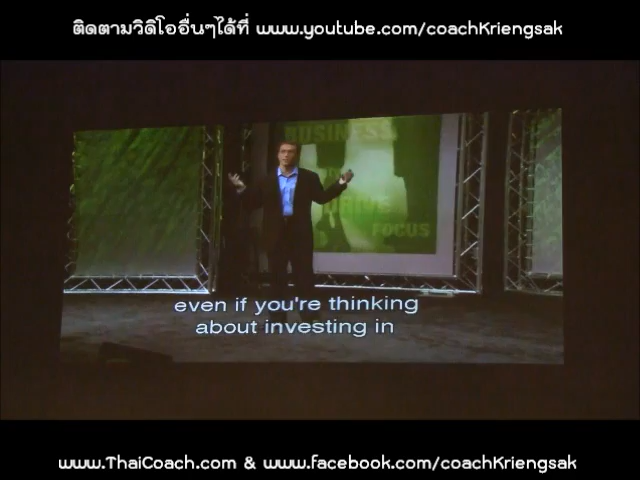 ติดตามวิดิโออื่นๆได้ที่ www.youtube.com/coachKriengsak
BUSINESS
FOCUS
even if you're thinking
about investing in
www.ThaiCoach.com & www.facebook.com/coachKriengsak